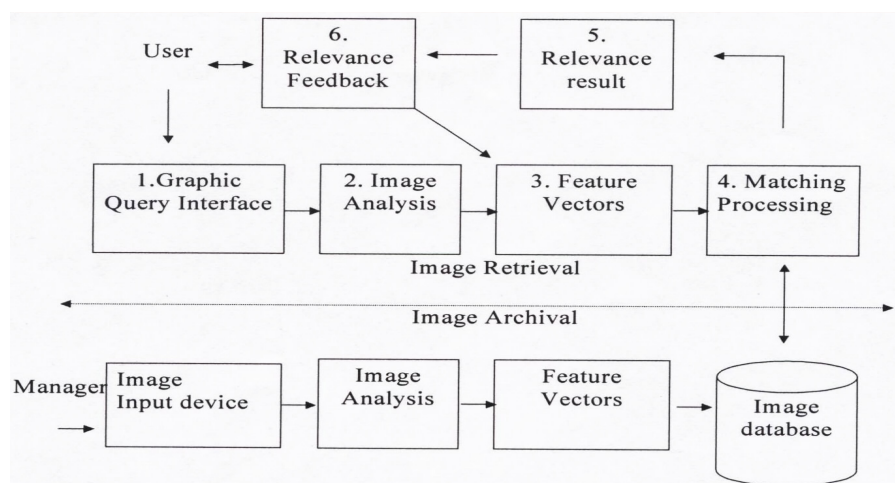 User
6.
Relevance
Feedback
5.
Relevance
result
1.Graphic
Query Interface
2. Image
Analysis
3. Feature
Vectors
4. Matching
Processing
Image Retrieval
Image Archival
Manager
Image
Input device
Image
Analysis
Feature
Vectors
Image
database